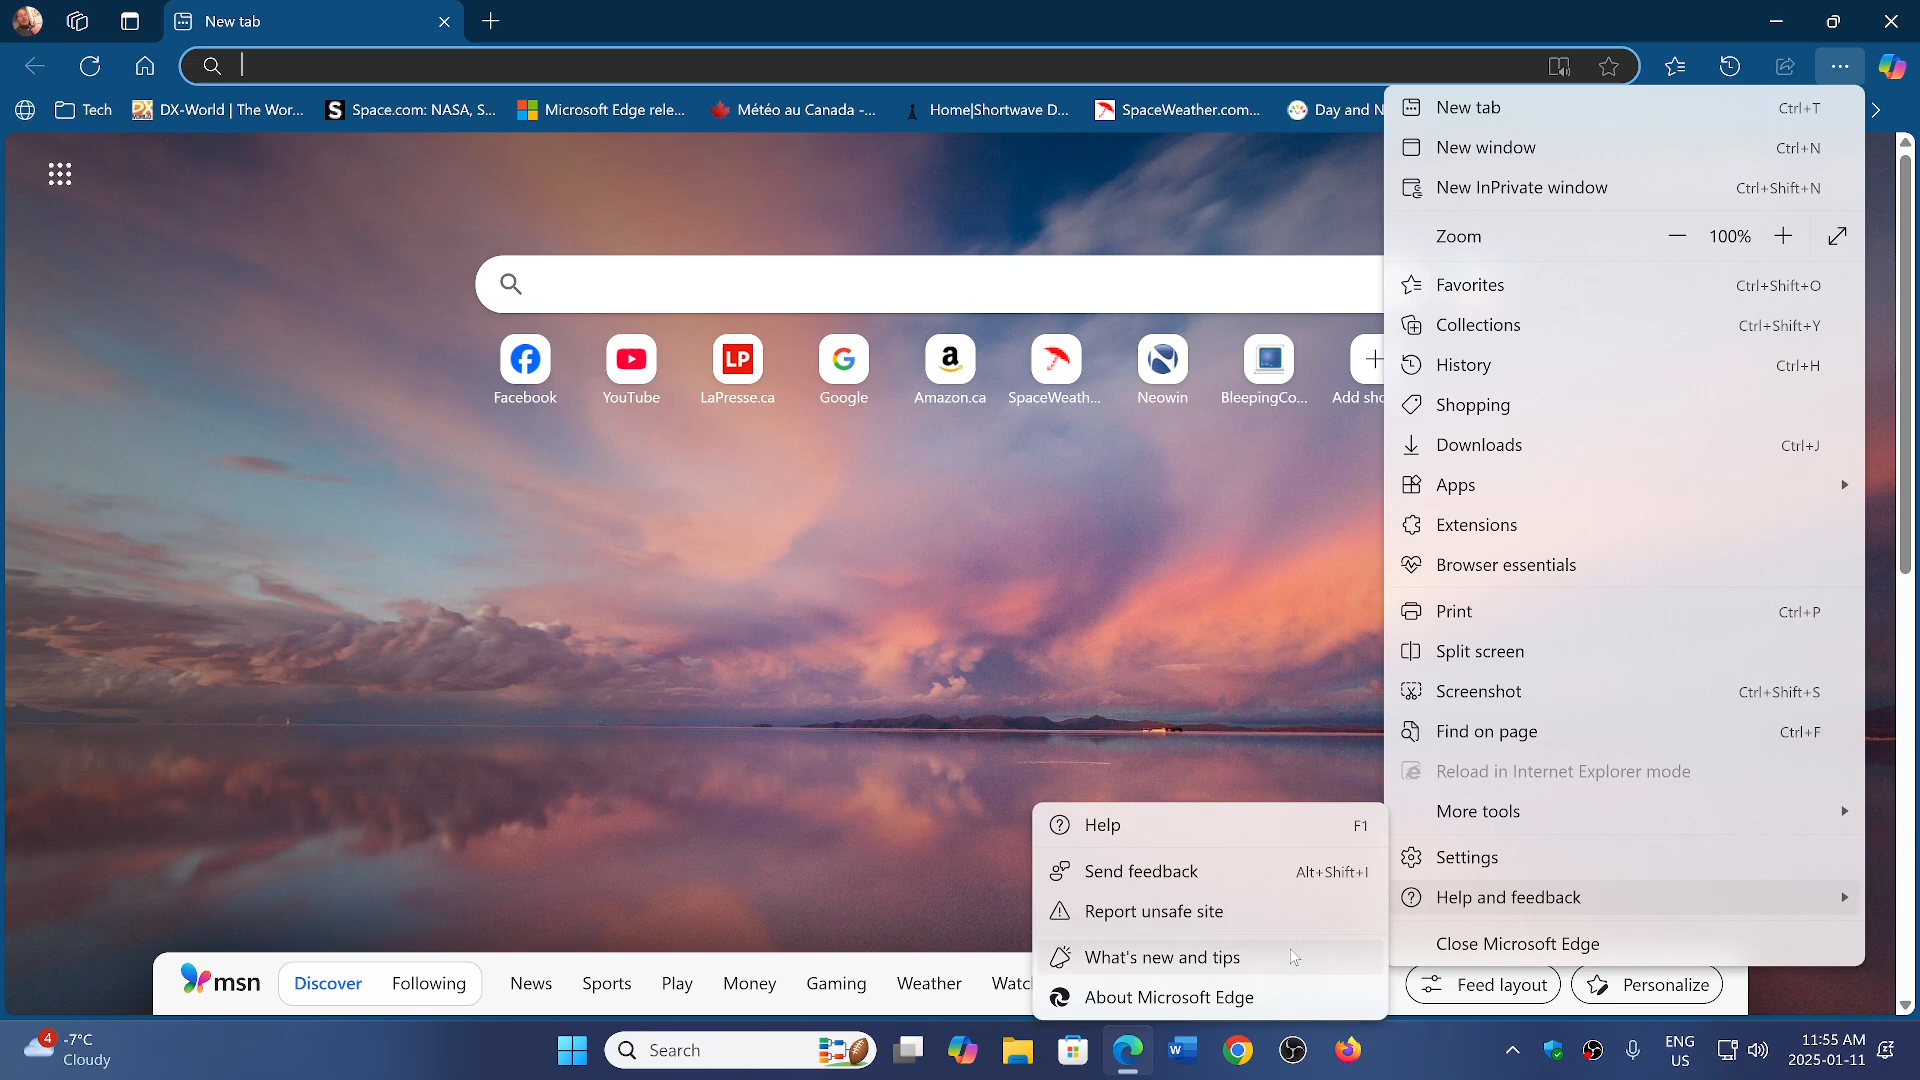 New tab
Tech
DX-World | The Wor...
Space.com: NASA, S...
Microsoft Edge rele...
Météo au Canada -...
Home|Shortwave D...
SpaceWeather.com...
Day and N
Facebook
YouTube
LP
LaPresse.ca
Google
a
Amazon.ca
SpaceWeath...
Neowin
BleepingCo...
Add sho
New tab Ctrl+T
New window Ctrl+N
New InPrivate window Ctrl+Shift+N
Zoom 100%
Favorites Ctrl+Shift+O
Collections Ctrl+Shift+Y
History Ctrl+H
Shopping
Downloads Ctrl+J
Apps
Extensions
Browser essentials
Print Ctrl+P
Split screen
Screenshot Ctrl+Shift+S
Find on page Ctrl+F
Reload in Internet Explorer mode
More tools
Settings
Help and feedback
Close Microsoft Edge
Help F1
Send feedback Alt+Shift+I
Report unsafe site
What's new and tips
About Microsoft Edge
msn
Discover
Following
News
Sports
Play
Money
Gaming
Weather
Watc
Feed layout
Personalize
4
-7°C
Cloudy
Search
ENG
US
11:55 AM
2025-01-11